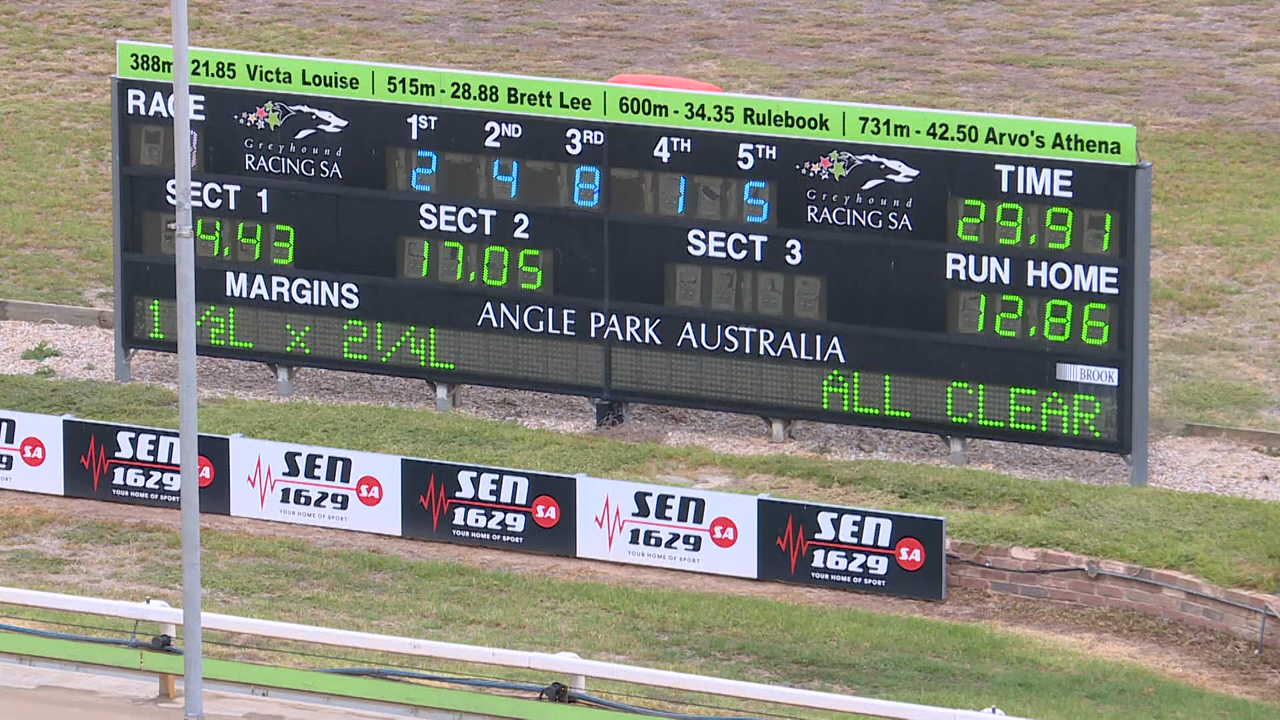 388m 21.85 Victa Louise | 515m - 28.88 Brett Lee | 600m - 34.35 Rulebook | 731m - 42.50 Arvo's Athena
RACE
Greyhound
RACING SA
1ST 2ND 3RD 4TH 5TH
2 4 8 1 5
Greyhound
RACING SA
TIME
29.91
SECT 1
4.43
SECT 2
17.05
SECT 3
RUN HOME
12.86
MARGINS
1 ½L x 2¼L
ANGLE PARK AUSTRALIA
BROOK
ALL CLEAR
N
9
SA
SEN
1629
SA
YOUR HOME OF SPORT
SEN
1629
SA
YOUR HOME OF SPORT
SEN
1629
SA
YOUR HOME OF SPORT
SEN
1629
SA
YOUR HOME OF SPORT
SEN
1629
SA
YOUR HOME OF SPORT